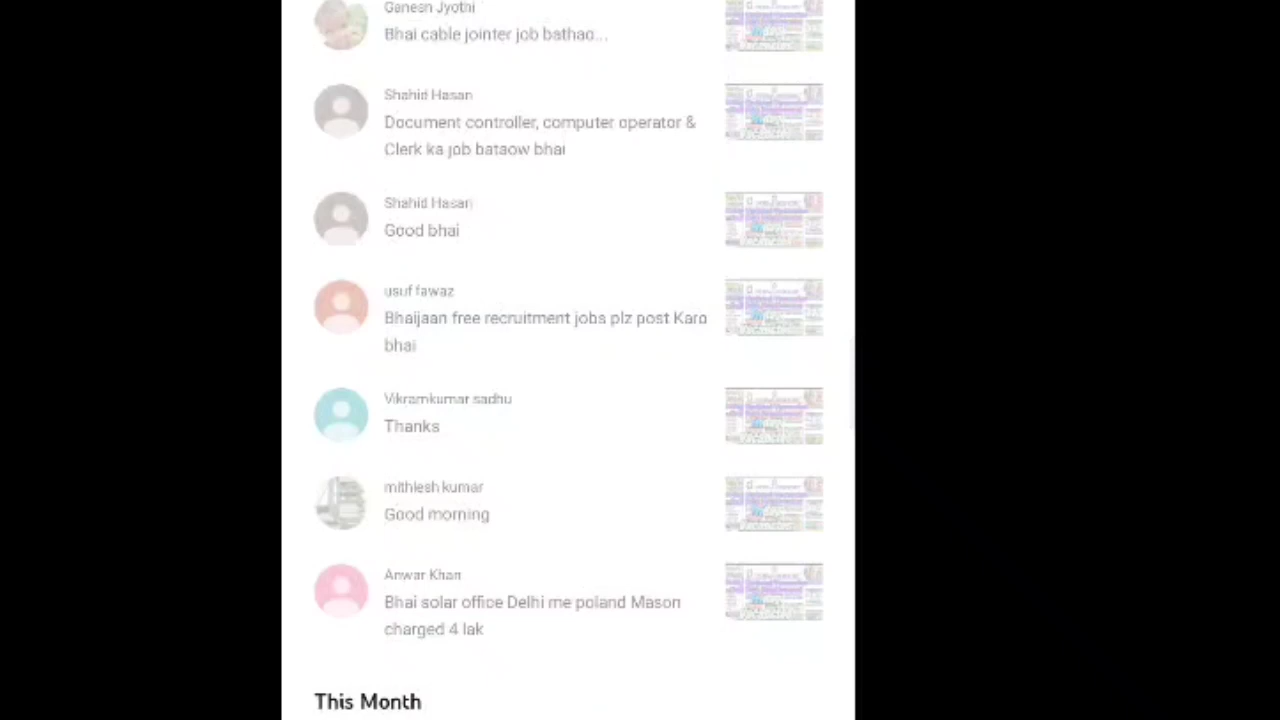 Ganesh Jyothi
Bhai cable jointer job bathao...
Shahid Hasan
Document controller, computer operator &
Clerk ka job bataow bhai
Shahid Hasan
Good bhai
usuf fawaz
Bhaijaan free recruitment jobs plz post Karo
bhai
Vikramkumar sadhu
Thanks
mithlesh kumar
Good morning
Anwar Khan
Bhai solar office Delhi me poland Mason
charged 4 lak
This Month